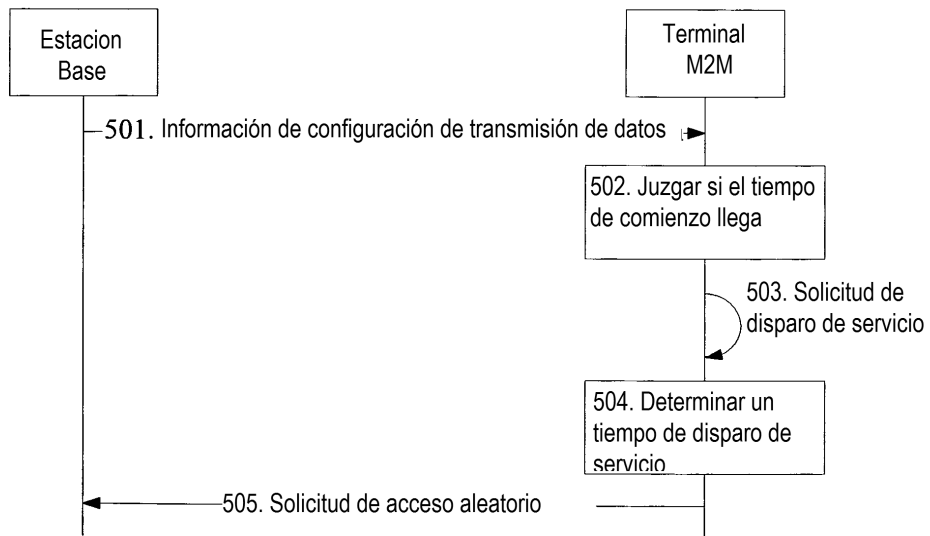 Estacion
Base
Terminal
M2M
501. Información de configuración de transmisión de datos
502. Juzgar si el tiempo
de comienzo llega
503. Solicitud de
disparo de servicio
504. Determinar un
tiempo de disparo de
servicio
505. Solicitud de acceso aleatorio